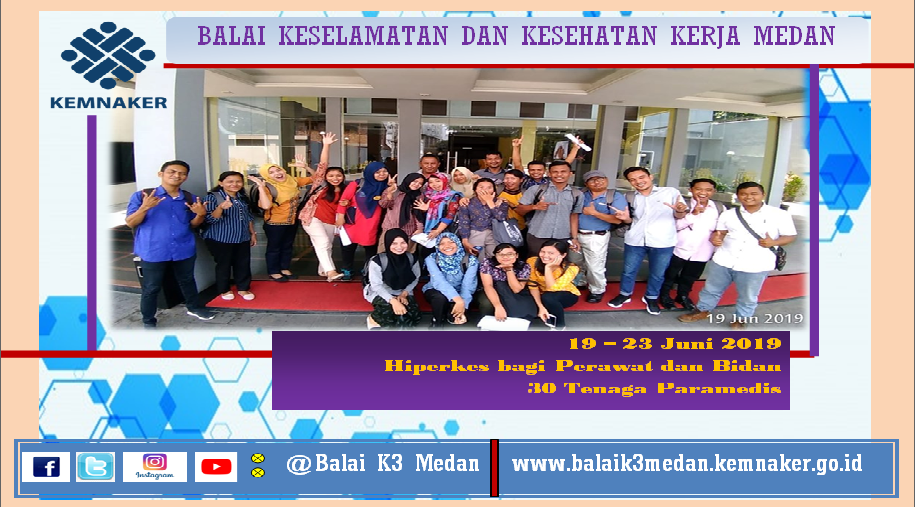 BALAI KESELAMATAN DAN KESEHATAN KERJA MEDAN
KEMNAKER
19 Jun 2019
19 – 23 Juni 2019
Hiperkes bagi Perawat dan Bidan
30 Tenaga Paramedis
Instagram
@Balai K3 Medan
www.balaik3medan.kemnaker.go.id